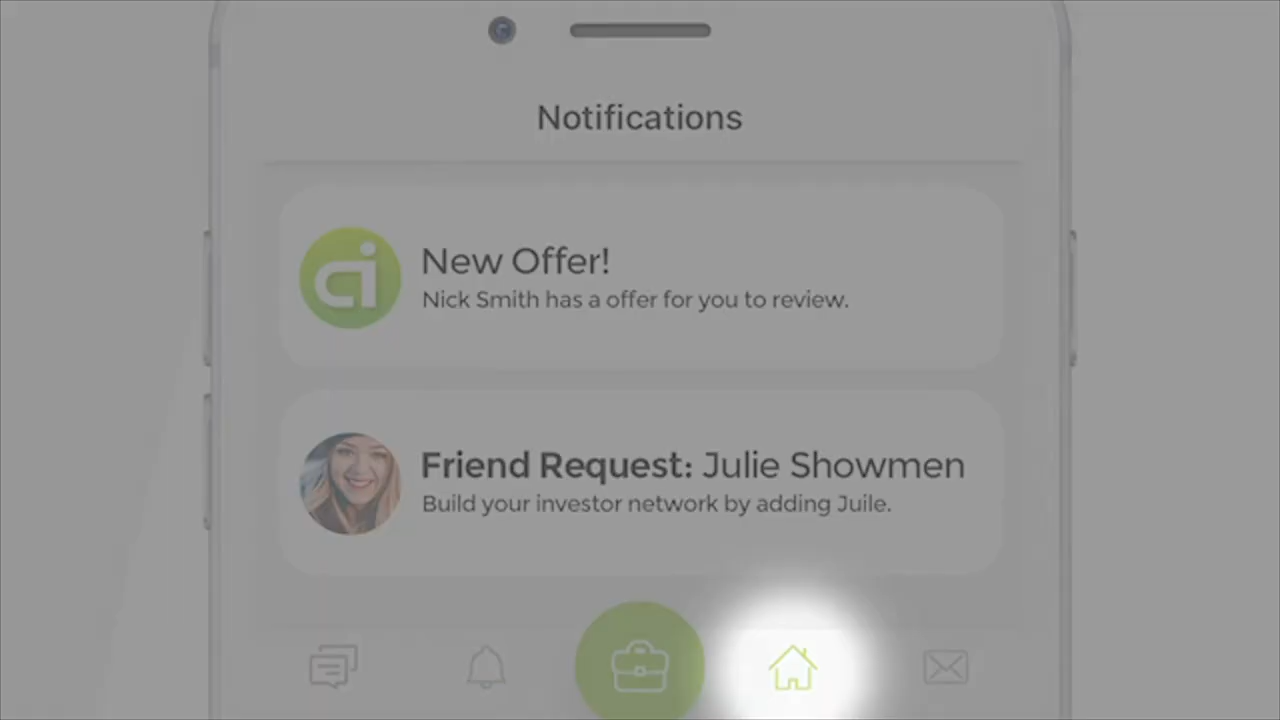 Notifications
New Offer!
Nick Smith has a offer for you to review.
Friend Request: Julie Showmen
Build your investor network by adding Juile.